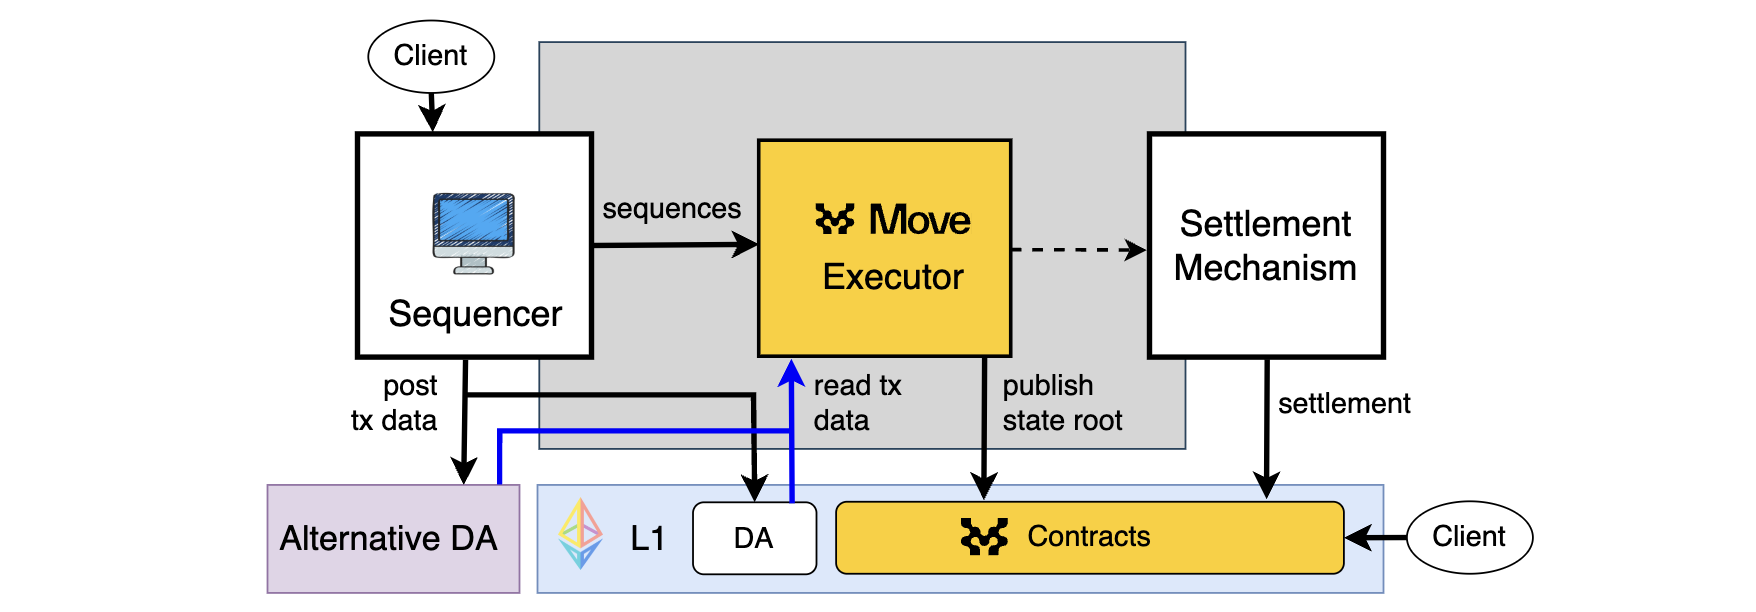 Client
sequences
Move
Executor
Settlement
Mechanism
Sequencer
post
tx data
read tx
data
publish
state root
settlement
Alternative DA
L1
DA
Contracts
Client